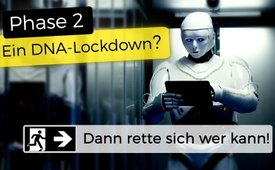 Phase 2
Ein DNA-Lockdown?
Dann rette sich wer kann!